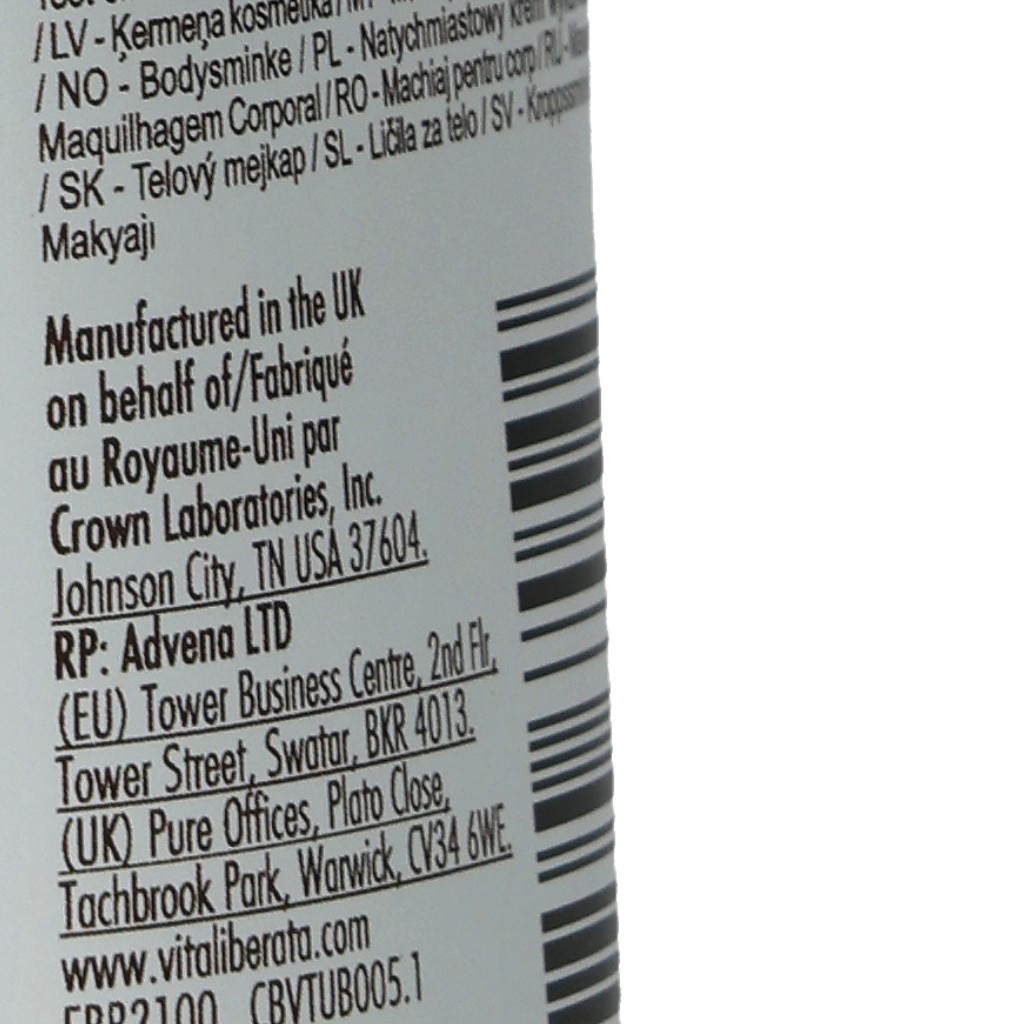 / LV - Ķermeņa kosmētika /
/ NO - Bodysminke / PL - Natychmiastowy krem
Maquilhagem Corporal / RO - Machiaj pentru corp / RU -
/ SK - Telový mejkap / SL - Ličila za telo / SV -
Makyajı
Manufactured in the UK
on behalf of/Fabriqué
au Royaume-Uni par
Crown Laboratories, Inc.
Johnson City, TN USA 37604.
RP: Advena LTD
(EU) Tower Business Centre, 2nd Flr,
Tower Street, Swatar, BKR 4013.
(UK) Pure Offices, Plato Close,
Tachbrook Park, Warwick, CV34 6WE.
www.vitaliberata.com
CBVTUB005.1